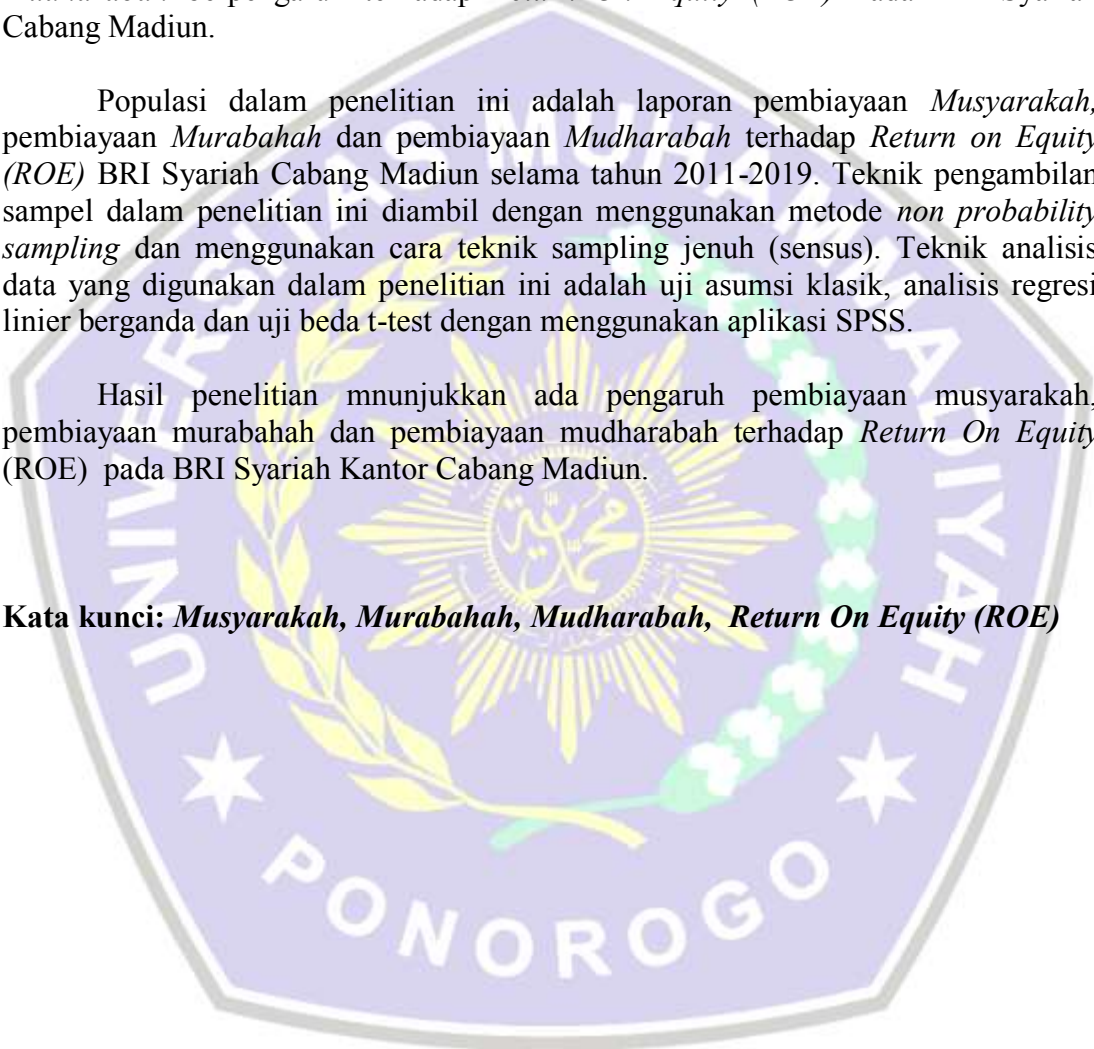 Cabang Madiun.
Populasi dalam penelitian ini adalah laporan pembiayaan Musyarakah,
pembiayaan Murabahah dan pembiayaan Mudharabah terhadap Return on Equity
(ROE) BRI Syariah Cabang Madiun selama tahun 2011-2019. Teknik pengambilan
sampel dalam penelitian ini diambil dengan menggunakan metode non probability
sampling dan menggunakan cara teknik sampling jenuh (sensus). Teknik analisis
data yang digunakan dalam penelitian ini adalah uji asumsi klasik, analisis regresi
linier berganda dan uji beda t-test dengan menggunakan aplikasi SPSS.
Hasil penelitian mnunjukkan ada pengaruh pembiayaan musyarakah,
pembiayaan murabahah dan pembiayaan mudharabah terhadap Return On Equity
(ROE) pada BRI Syariah Kantor Cabang Madiun.
Kata kunci: Musyarakah, Murabahah, Mudharabah, Return On Equity (ROE)
UNIVERSITAS MUHAMMADIYAH
PONOROGO